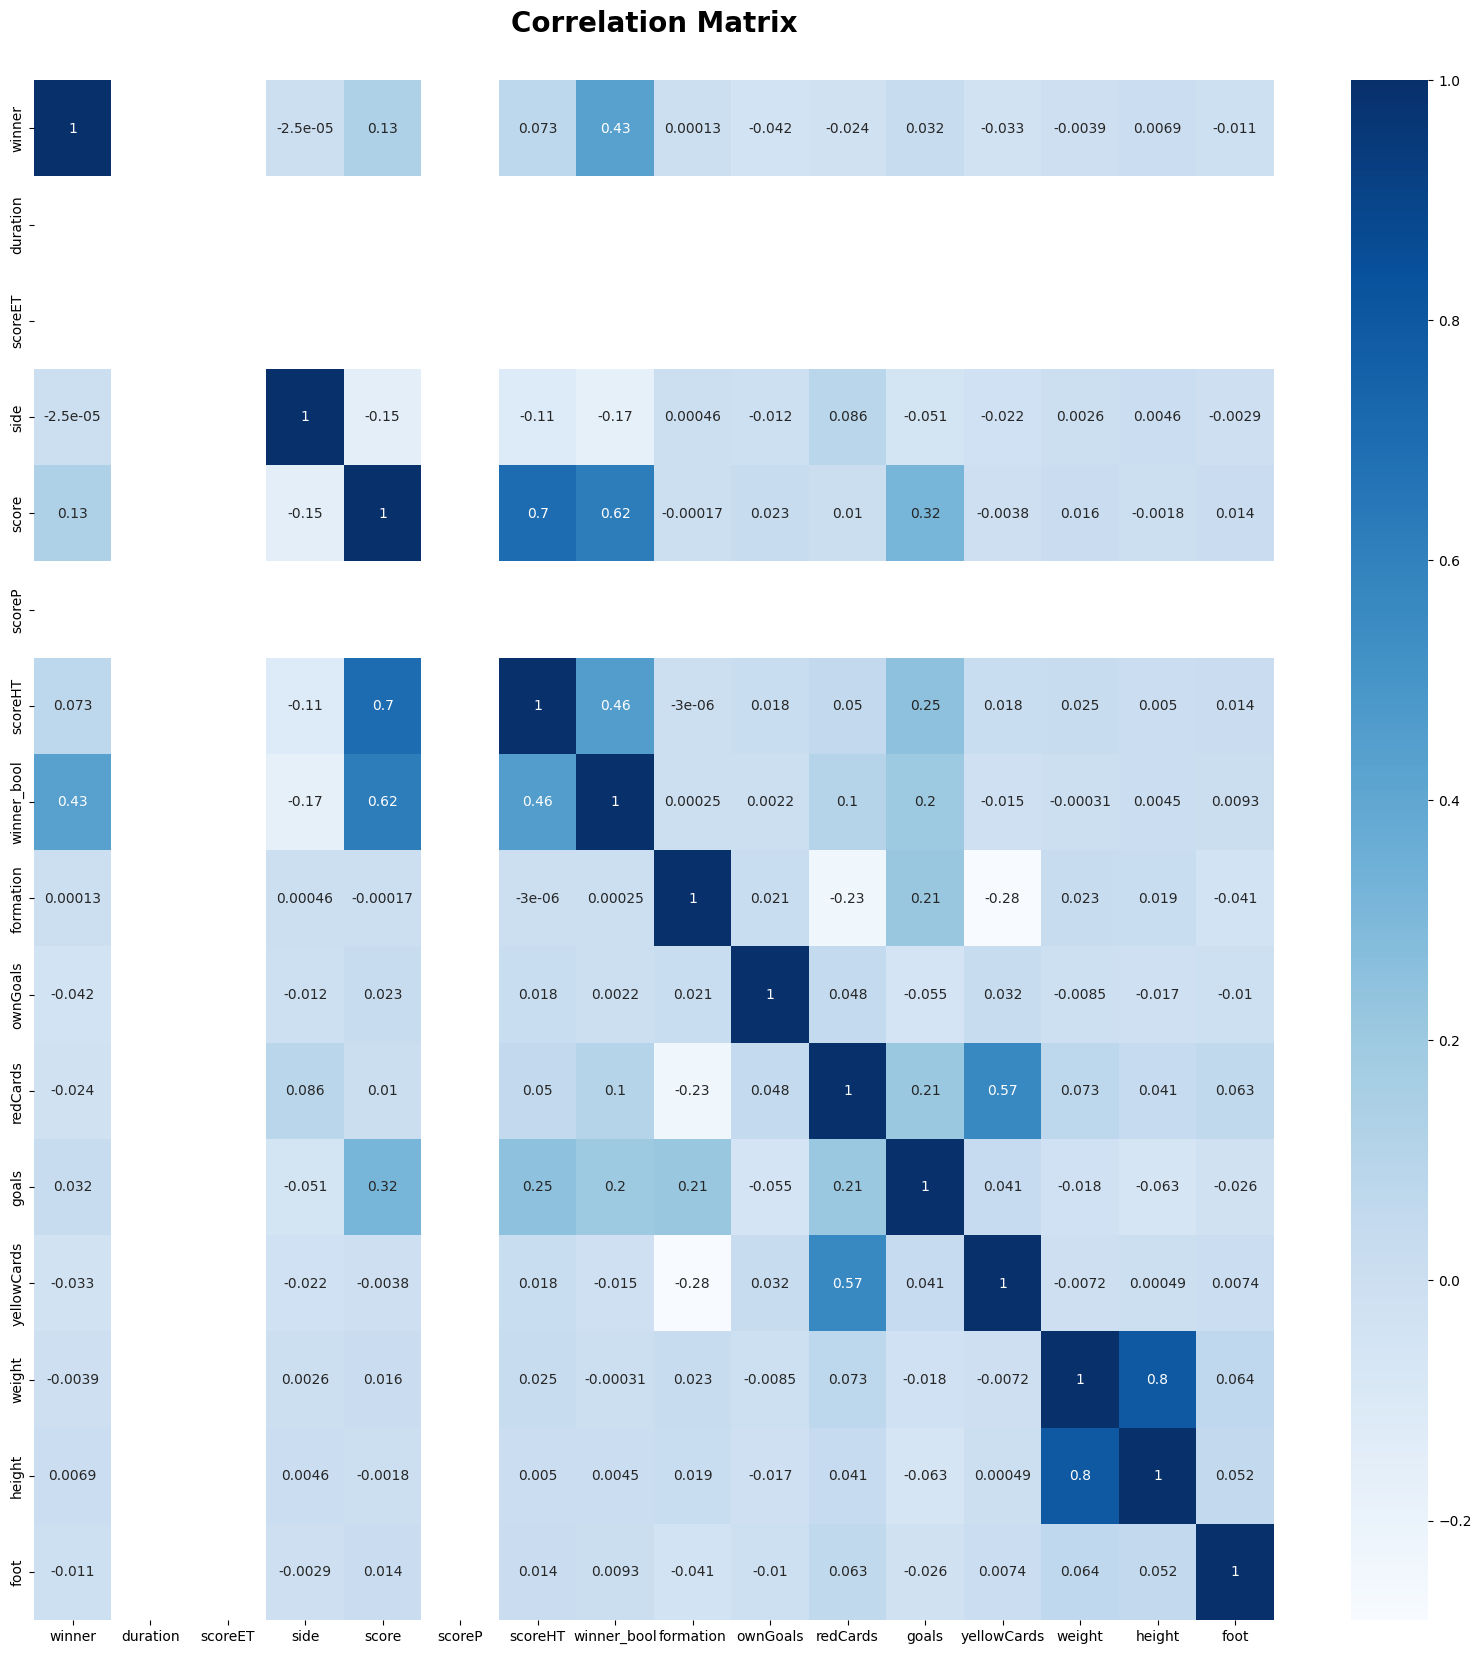 Correlation Matrix
winner 1 -2.5e-05 0.13 0.073 0.43 0.00013 -0.042 -0.024 0.032 -0.033 -0.0039 0.0069 -0.011
duration
scoreET
side -2.5e-05 1 -0.15 -0.11 -0.17 0.00046 -0.012 0.086 -0.051 -0.022 0.0026 0.0046 -0.0029
score 0.13 -0.15 1 0.7 0.62 -0.00017 0.023 0.01 0.32 -0.0038 0.016 -0.0018 0.014
scoreP
scoreHT 0.073 -0.11 0.7 1 0.46 -3e-06 0.018 0.05 0.25 0.018 0.025 0.005 0.014
winner_bool 0.43 -0.17 0.62 0.46 1 0.00025 0.0022 0.1 0.2 -0.015 -0.00031 0.0045 0.0093
formation 0.00013 0.00046 -0.00017 -3e-06 0.00025 1 0.021 -0.23 0.21 -0.28 0.023 0.019 -0.041
ownGoals -0.042 -0.012 0.023 0.018 0.0022 0.021 1 0.048 -0.055 0.032 -0.0085 -0.017 -0.01
redCards -0.024 0.086 0.01 0.05 0.1 -0.23 0.048 1 0.21 0.57 0.073 0.041 0.063
goals 0.032 -0.051 0.32 0.25 0.2 0.21 -0.055 0.21 1 0.041 -0.018 -0.063 -0.026
yellowCards -0.033 -0.022 -0.0038 0.018 -0.015 -0.28 0.032 0.57 0.041 1 -0.0072 0.00049 0.0074
weight -0.0039 0.0026 0.016 0.025 -0.00031 0.023 -0.0085 0.073 -0.018 -0.0072 1 0.8 0.064
height 0.0069 0.0046 -0.0018 0.005 0.0045 0.019 -0.017 0.041 -0.063 0.00049 0.8 1 0.052
foot -0.011 -0.0029 0.014 0.014 0.0093 -0.041 -0.01 0.063 -0.026 0.0074 0.064 0.052 1
winner duration scoreET side score scoreP scoreHT winner_bool formation ownGoals redCards goals yellowCards weight height foot
1.0
0.8
0.6
0.4
0.2
0.0
−0.2